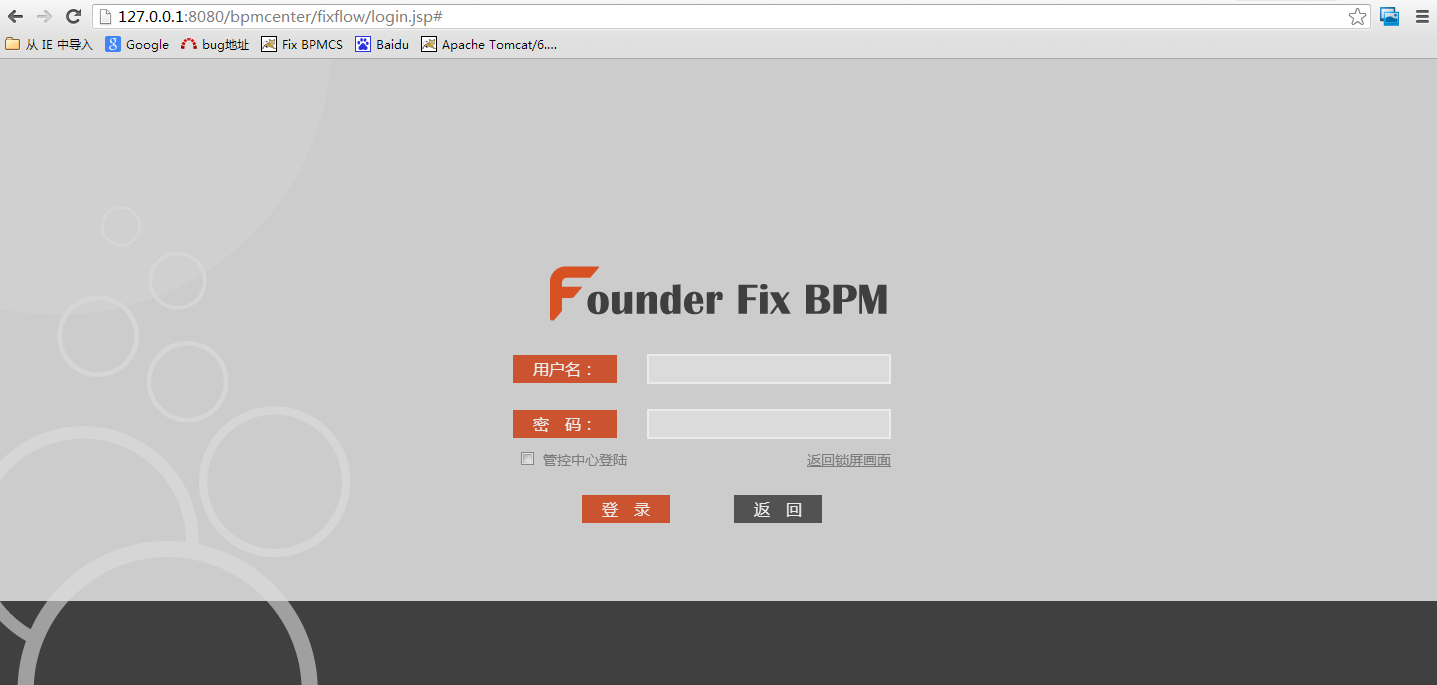 127.0.0.1:8080/bpmcenter/fixflow/login.jsp#
从 IE 中导入 Google bug地址 Fix BPMCS Baidu Apache Tomcat/6....
Founder Fix BPM
用户名：
密 码：
管控中心登陆 返回锁屏画面
登 录 返 回